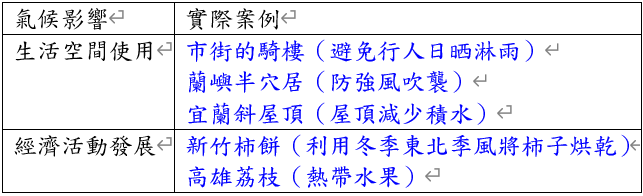 氣候影響 實際案例
生活空間使用 市街的騎樓（避免行人日晒淋雨）
蘭嶼半穴居（防強風吹襲）
宜蘭斜屋頂（屋頂減少積水）
經濟活動發展 新竹柿餅（利用冬季東北季風將柿子烘乾）
高雄荔枝（熱帶水果）